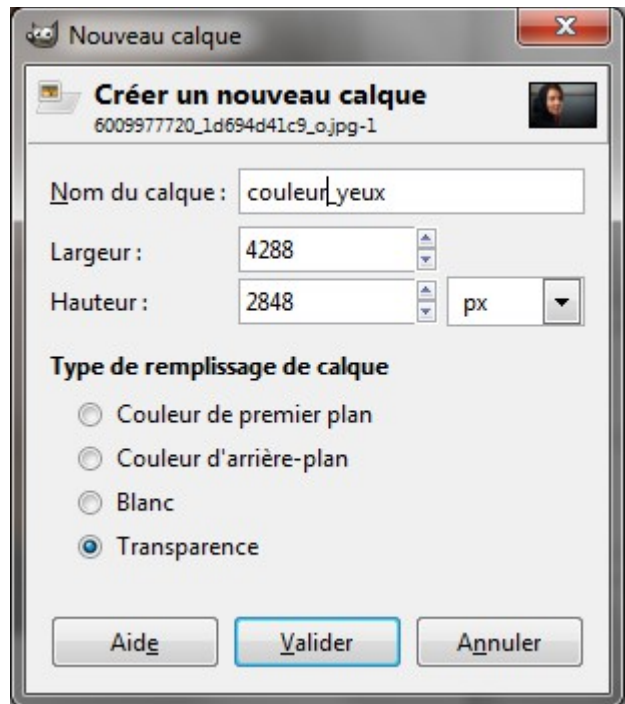 Nouveau calque
Créer un nouveau calque
6009977720_1d694d41c9_o.jpg-1
Nom du calque : couleur_yeux
Largeur : 4288
Hauteur : 2848 px
Type de remplissage de calque
Couleur de premier plan
Couleur d'arrière-plan
Blanc
Transparence
Aide Valider Annuler